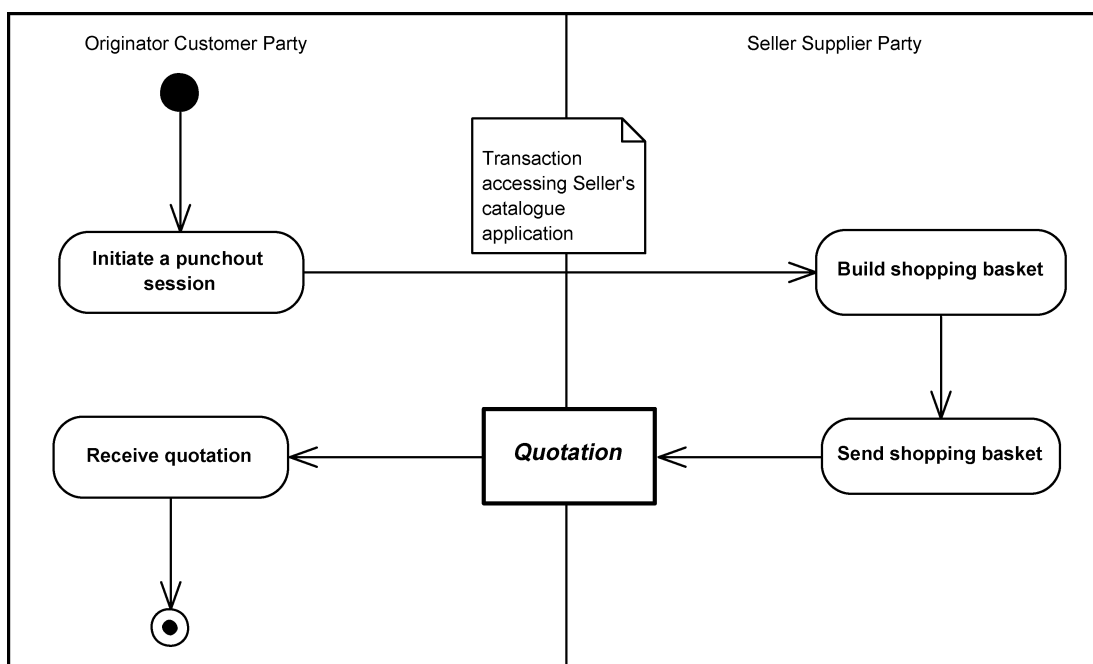 Originator Customer Party
Seller Supplier Party
Transaction
accessing Seller's
catalogue
application
Initiate a punchout
session
Build shopping basket
Receive quotation
Quotation
Send shopping basket